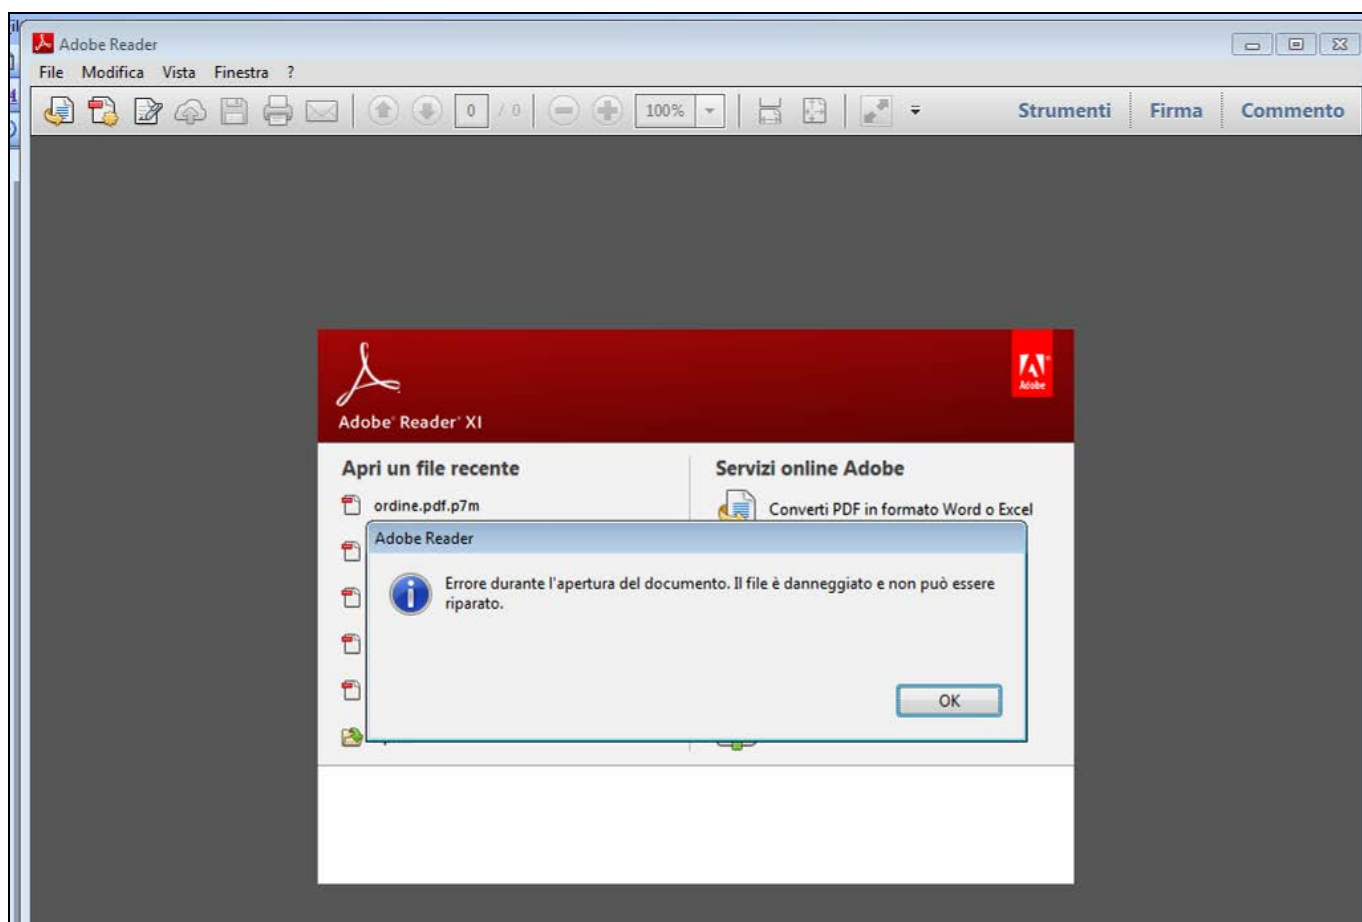 Adobe Reader
File Modifica Vista Finestra ?
0 / 0 100% Strumenti Firma Commento
Adobe
Adobe® Reader® XI
Apri un file recente Servizi online Adobe
ordine.pdf.p7m Converti PDF in formato Word o Excel
Adobe Reader
Errore durante l'apertura del documento. Il file è danneggiato e non può essere
riparato.
OK